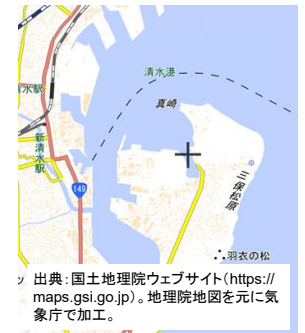 清水港
真崎
水駅
新清水駅
149
三保松原
羽衣の松
出典:国土地理院ウェブサイト(https://
maps.gsi.go.jp)。地理院地図を元に気
象庁で加工。